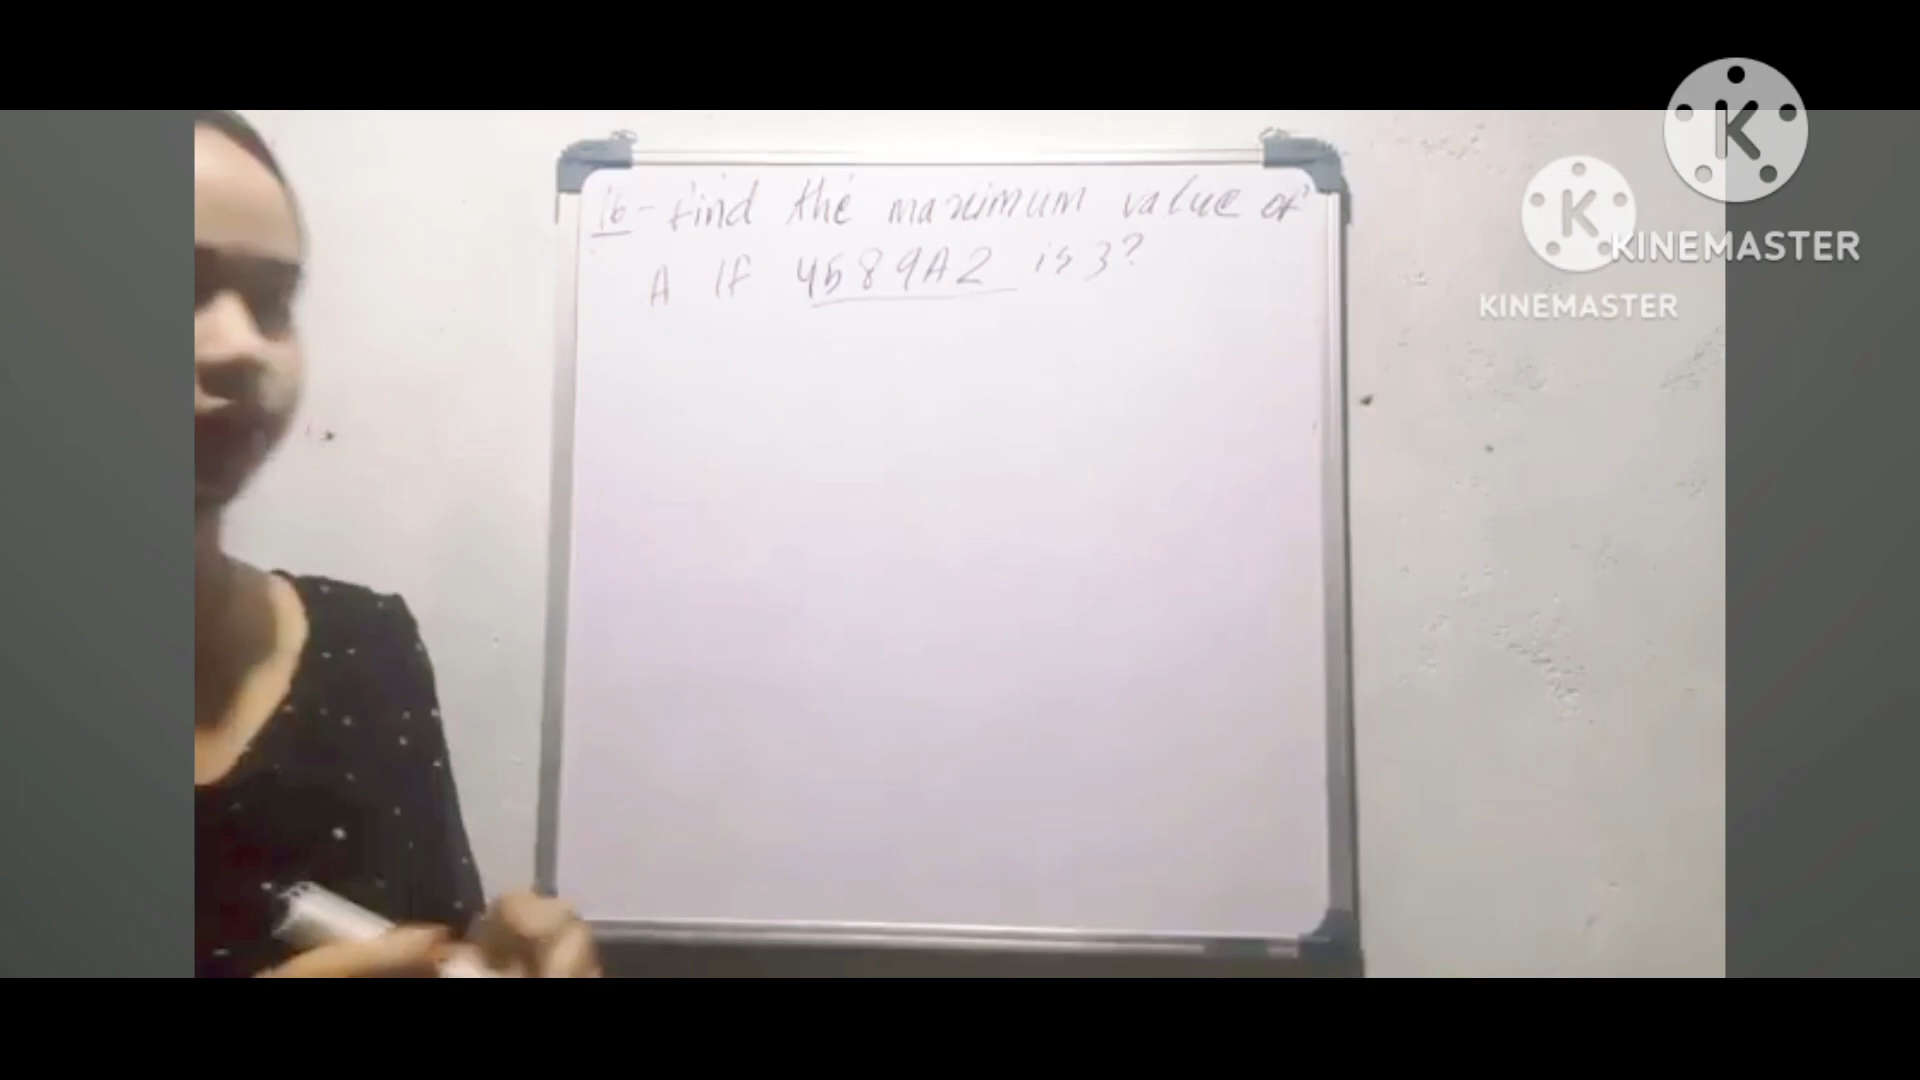 16- find the maximum value of
A If 4589A2 is 3?
K
KINEMASTER
K
KINEMASTER